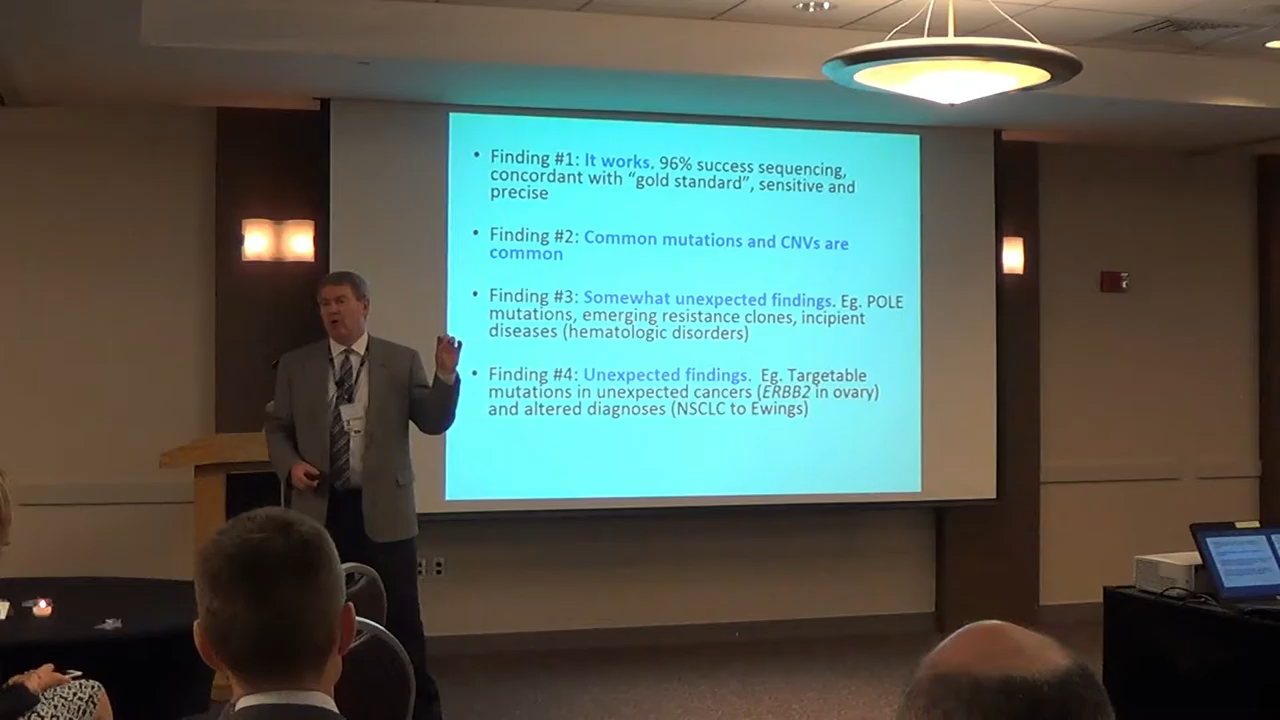 • Finding #1: It works. 96% success sequencing,
concordant with “gold standard”, sensitive and
precise
• Finding #2: Common mutations and CNVs are
common
• Finding #3: Somewhat unexpected findings. Eg. POLE
mutations, emerging resistance clones, incipient
diseases (hematologic disorders)
• Finding #4: Unexpected findings. Eg. Targetable
mutations in unexpected cancers (ERBB2 in ovary)
and altered diagnoses (NSCLC to Ewings)